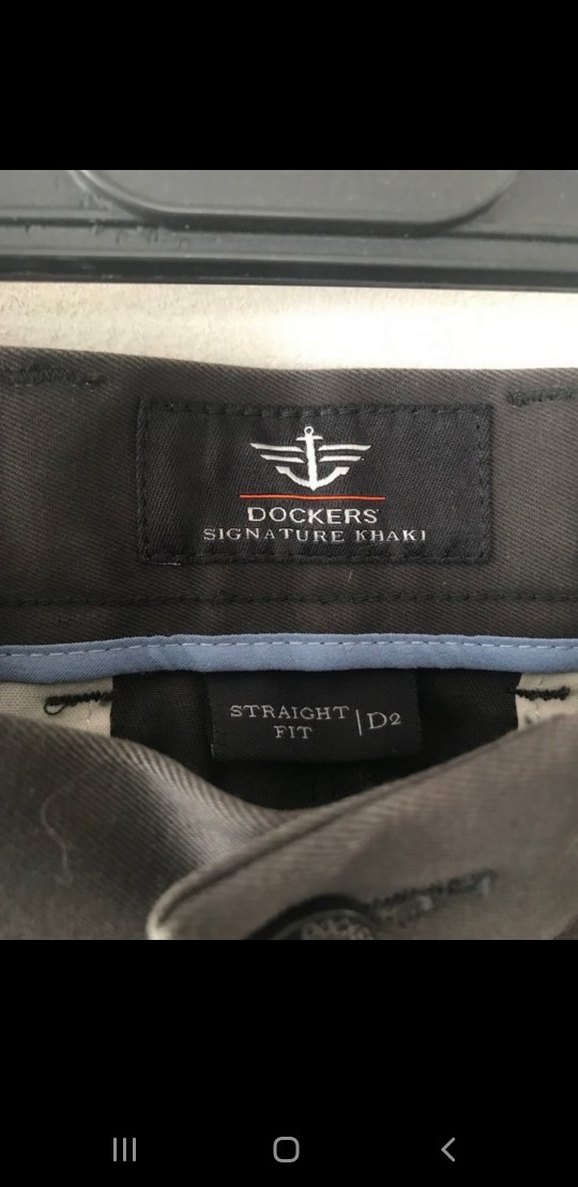 DOCKERS
SIGNATURE KHAKI
STRAIGHT
FIT | D2